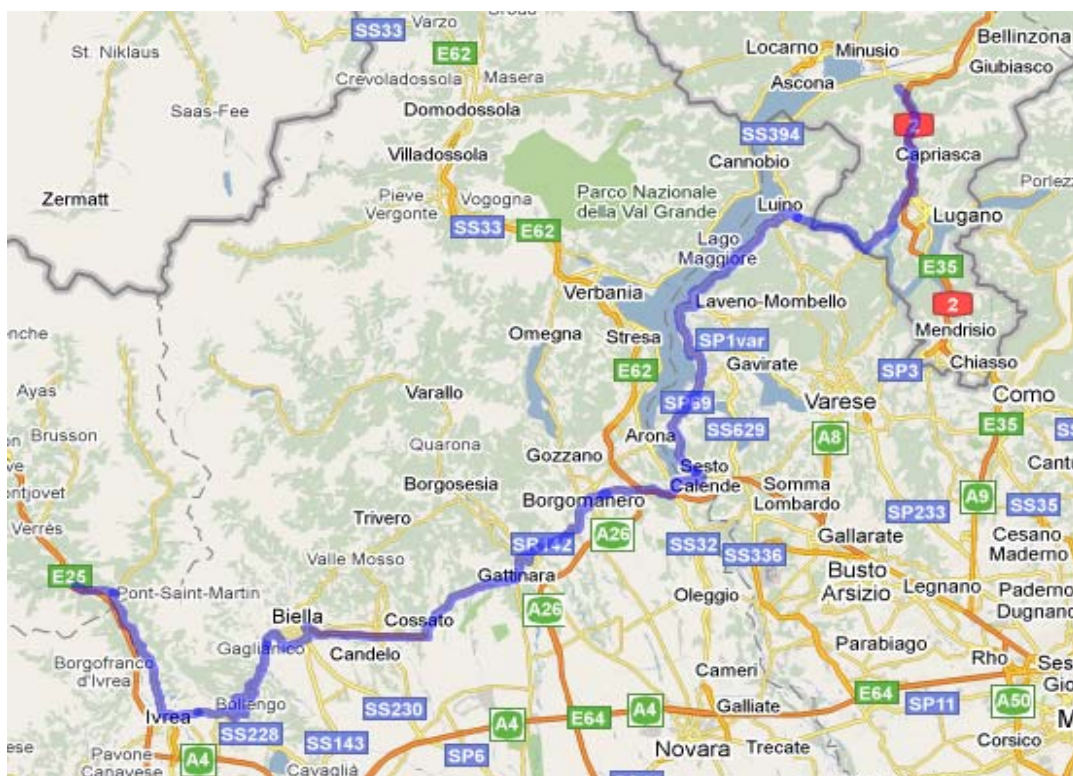 SS33
Varzo
Bellinzona
St. Niklaus
E62
Locarno
Minusio
Giubiasco
Crevoladossola
Masera
Ascona
Saas-Fee
Domodossola
2
SS394
Villadossola
Cannobio
Capriasca
Zermatt
Pieve
Vergonte
Vogogna
Parco Nazionale
della Val Grande
Luino
Porlezz
SS33
E62
Lugano
Lago
Maggiore
E35
Verbania
Laveno-Mombello
2
Omegna
Stresa
SP1var
Mendrisio
Gavirate
Chiasso
Ayas
E62
SP3
Varallo
SP69
Varese
Como
Brusson
Arona
SS629
A8
E35
Quarona
Gozzano
Sesto
Calende
Borgosesia
Borgomanero
Somma
Lombardo
A9
SS35
Verrès
Trivero
SP233
A26
SS32
Gallarate
Cesano
Maderno
Valle Mosso
SR142
SS336
E25
Pont-Saint-Martin
Gattinara
Busto
Arsizio
Legnano
Paderno
Dugnano
A26
Oleggio
Biella
Cossato
Gaglianico
Candelo
Parabiago
Borgofranco
d'Ivrea
Cameri
Rho
Bollengo
Ivrea
SS230
A4
E64
A4
Galliate
E64
SP11
A50
SS228
SS143
Pavone
Canavese
A4
SP6
Novara
Trecate
Corsico
Cavaglià